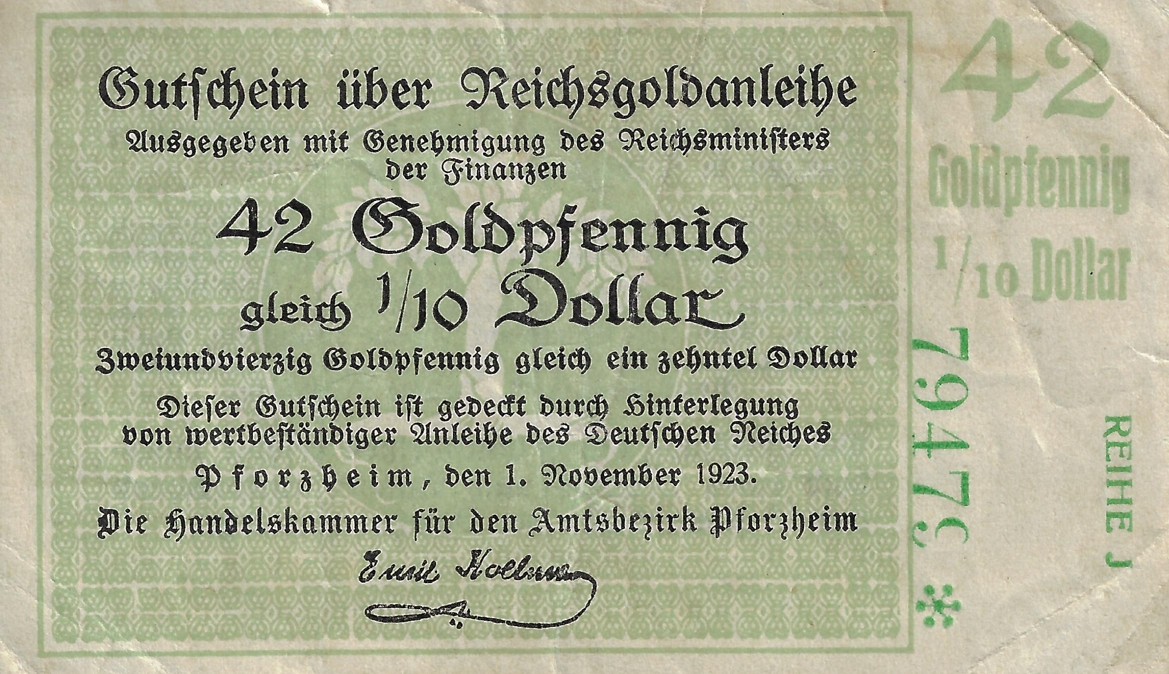 Gutschein über Reichsgoldanleihe
Ausgegeben mit Genehmigung des Reichsministers
der Finanzen
42 Goldpfennig
gleich 1/10 Dollar
Zweiundvierzig Goldpfennig gleich ein zehntel Dollar
Dieser Gutschein ist gedeckt durch Hinterlegung
von wertbeständiger Anleihe des Deutschen Reiches
Pforzheim, den 1. November 1923.
Die Handelskammer für den Amtsbezirk Pforzheim
Emil
42
Goldpfennig
1/10 Dollar
79479 *
REIHE J